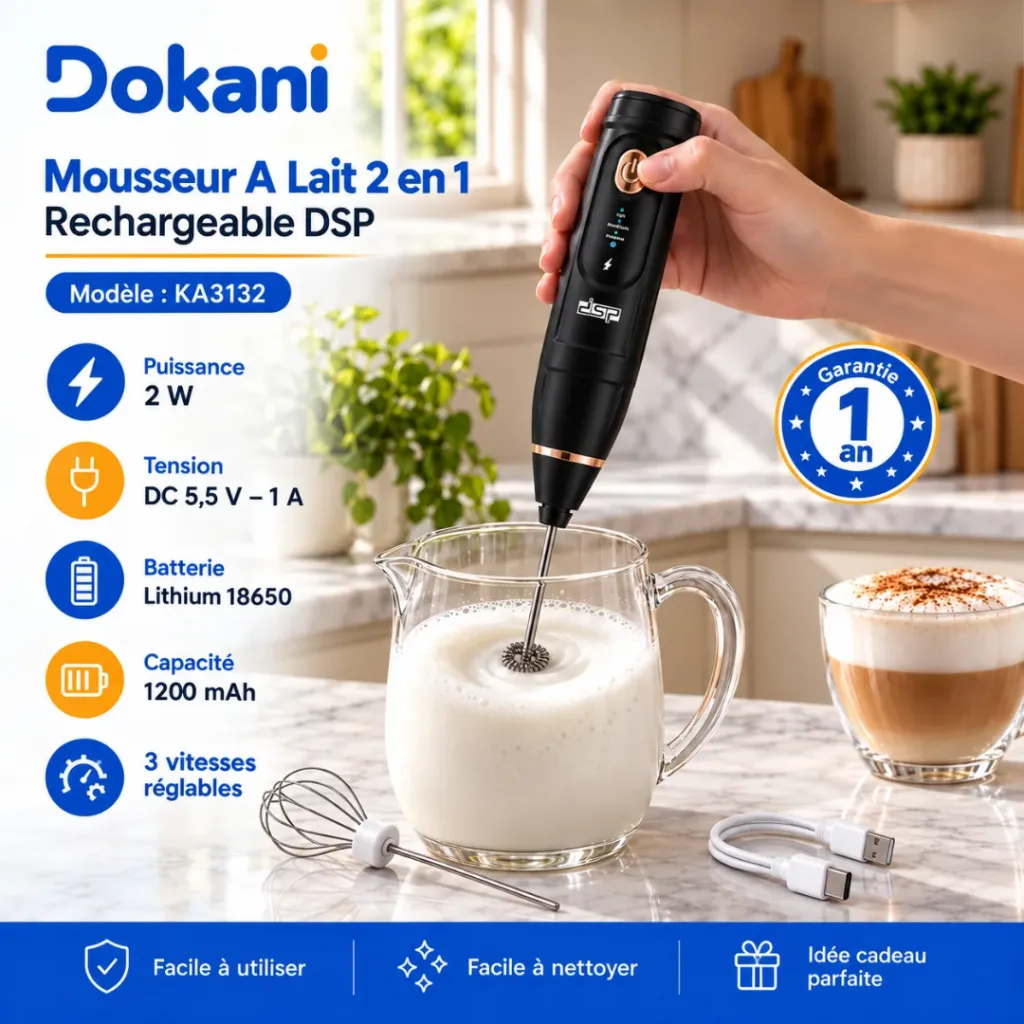 Dokani
Mousseur A Lait 2 en 1
Rechargeable DSP
Modèle : KA3132
Puissance
2 W
Tension
DC 5,5 V – 1 A
Batterie
Lithium 18650
Capacité
1200 mAh
3 vitesses
réglables
dsp
Garantie
1
an
Facile à utiliser
Facile à nettoyer
Idée cadeau
parfaite